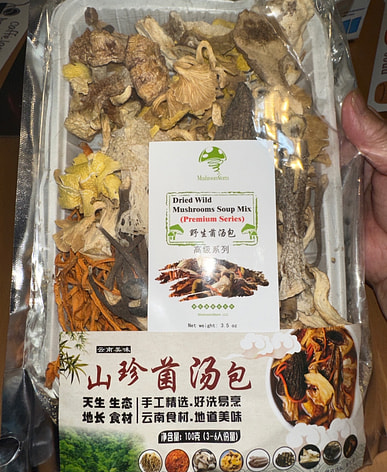 Dried Wild
Mushrooms Soup Mix
(Premium Series)
野生菌汤包
高级系列
Net weight: 3.5 oz
云南美味
山珍菌汤包
天生 生态 手工精选·好洗易烹
地长 食材 云南食材·地道美味
净含量:100克(3-6人份量)